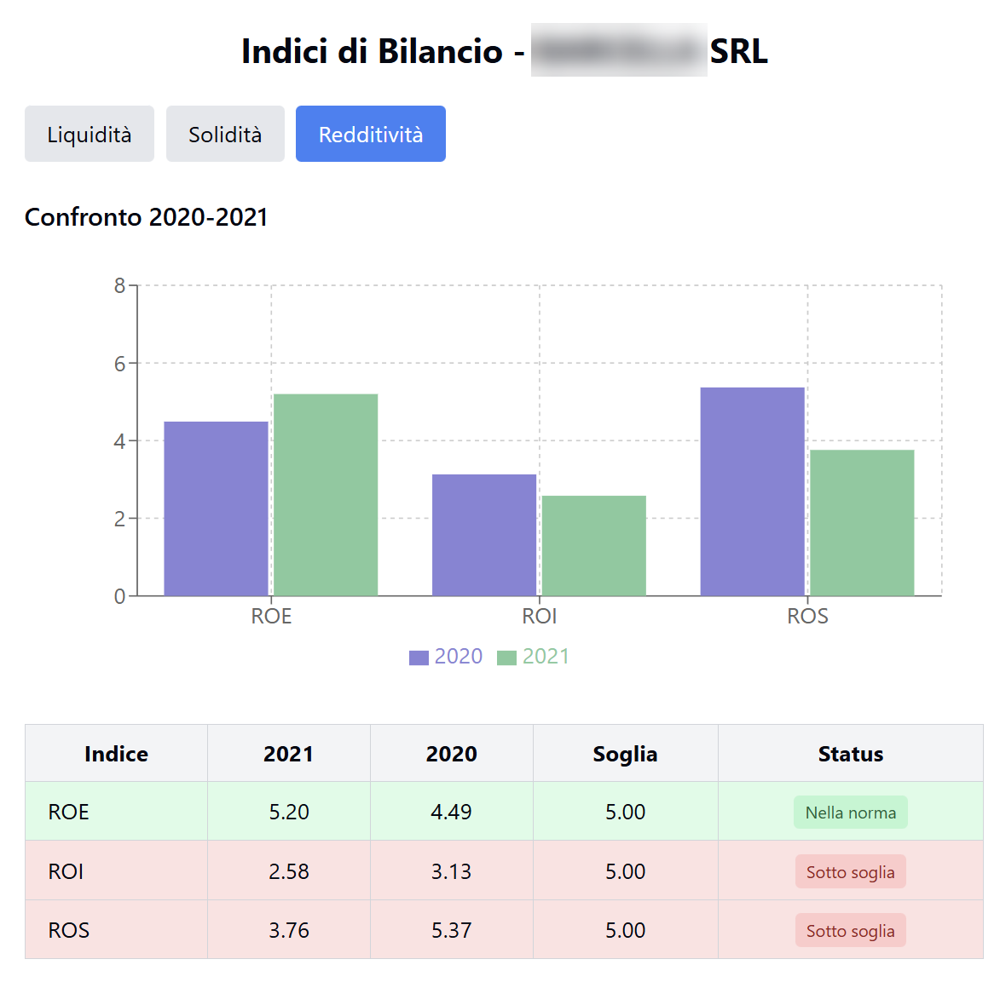 Indici di Bilancio - SRL
Liquidità Solidità Redditività
Confronto 2020-2021
8
6
4
2
0
ROE ROI ROS
2020 2021
Indice 2021 2020 Soglia Status
ROE 5.20 4.49 5.00 Nella norma
ROI 2.58 3.13 5.00 Sotto soglia
ROS 3.76 5.37 5.00 Sotto soglia